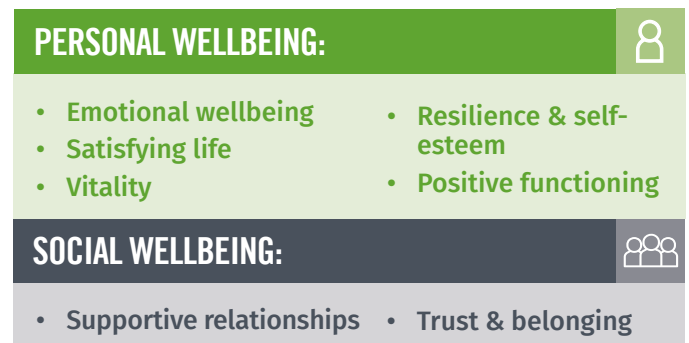 PERSONAL WELLBEING:
• Emotional wellbeing
• Satisfying life
• Vitality
• Resilience & self-
esteem
• Positive functioning
SOCIAL WELLBEING:
• Supportive relationships
• Trust & belonging